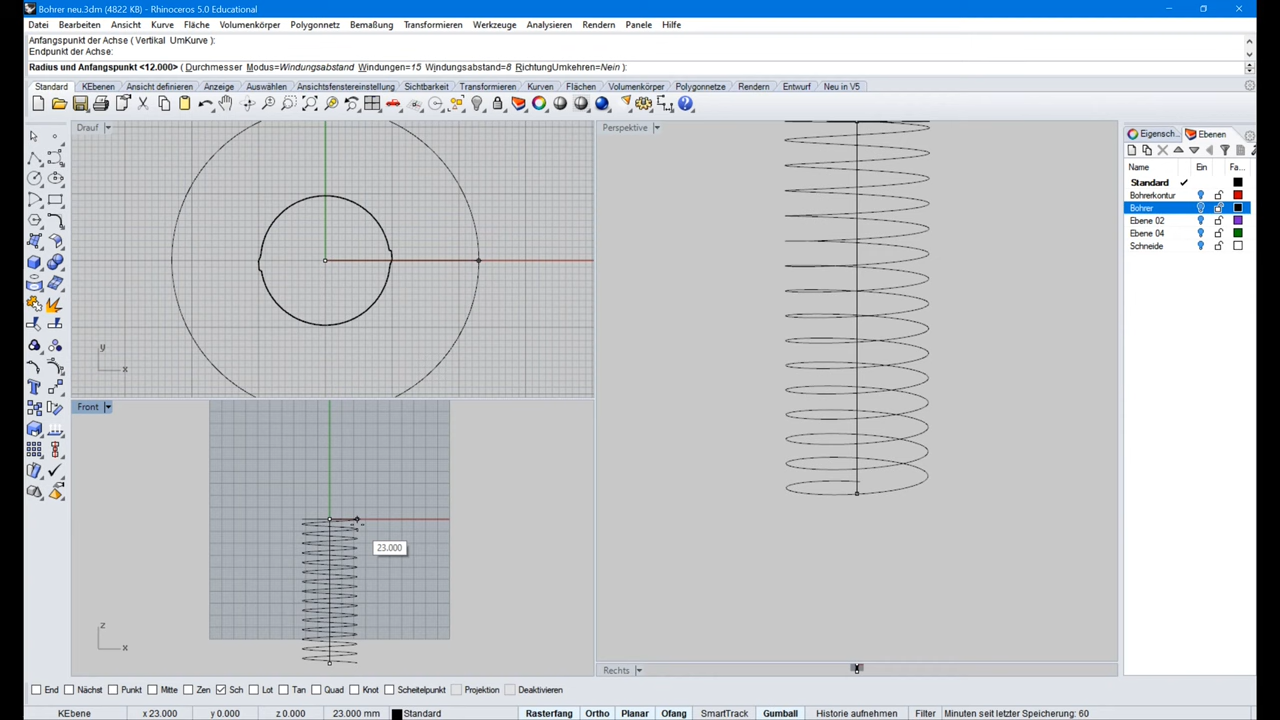 Bohrer neu.3dm (4822 KB) - Rhinoceros 5.0 Educational
Datei Bearbeiten Ansicht Kurve Fläche Volumenkörper Polygonnetz Bemaßung Transformieren Werkzeuge Analysieren Rendern Panele Hilfe
Anfangspunkt der Achse ( Vertikal UmKurve ):
Endpunkt der Achse:
Radius und Anfangspunkt <12.000> ( Durchmesser Modus=Windungsabstand Windungen=15 Windungsabstand=8 RichtungUmkehren=Nein ):
Standard KEbenen Ansicht definieren Anzeige Auswählen Ansichtsfenstereinstellung Sichtbarkeit Transformieren Kurven Flächen Volumenkörper Polygonnetze Rendern Entwurf Neu in V5
Drauf
Perspektive
Eigensch... Ebenen
Name Ein Fa...
Standard
Bohrerkontur
Bohrer
Ebene 02
Ebene 04
Schneide
y
x
Front
23.000
z
x
Rechts
End Nächst Punkt Mitte Zen Sch Lot Tan Quad Knot Scheitelpunkt Projektion Deaktivieren
KEbene x 23.000 y 0.000 z 0.000 23.000 mm Standard Rasterfang Ortho Planar Ofang SmartTrack Gumball Historie aufnehmen Filter Minuten seit letzter Speicherung: 60